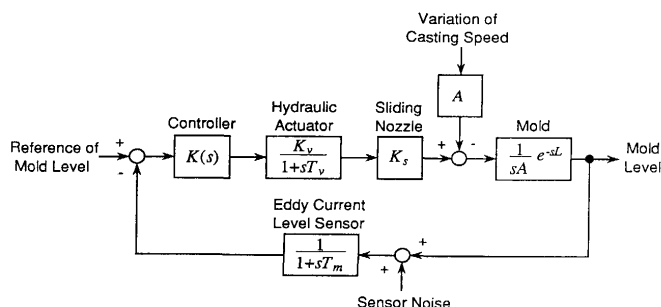 Variation of
Casting Speed
A
Controller
Hydraulic
Actuator
Sliding
Nozzle
Mold
Reference of
Mold Level
+
-
K(s)
K_v
1+sT_v
K_s
+
-
1
sA
e^{-sL}
Mold
Level
Eddy Current
Level Sensor
1
1+sT_m
+
+
Sensor Noise